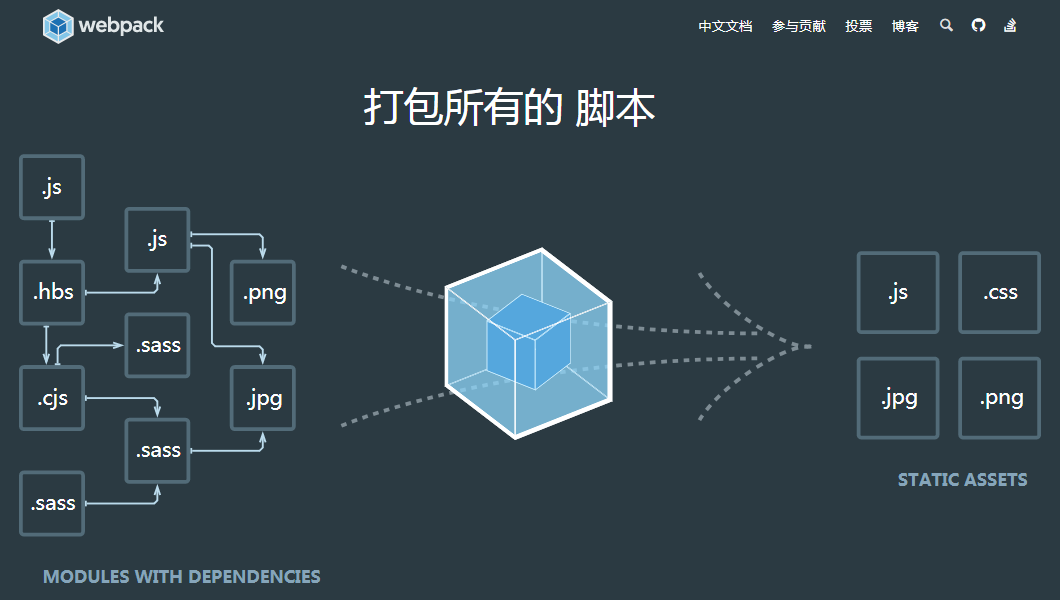 webpack
中文文档 参与贡献 投票 博客
打包所有的 脚本
.js
.js
.hbs
.png
.sass
.cjs
.jpg
.sass
.sass
MODULES WITH DEPENDENCIES
.js .css
.jpg .png
STATIC ASSETS